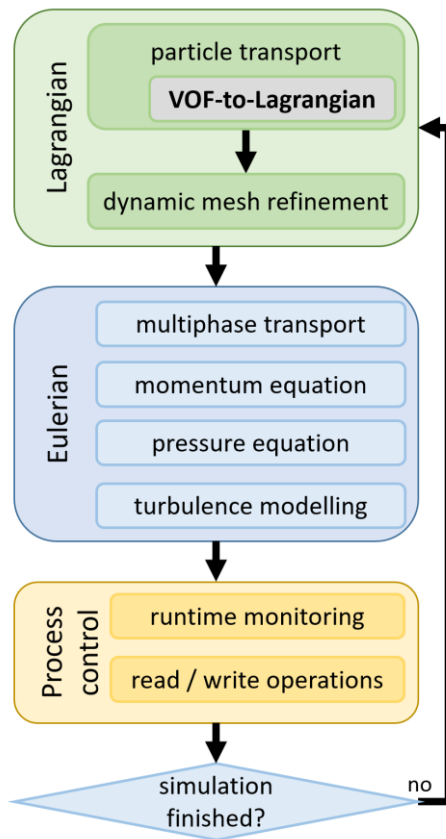 Lagrangian
particle transport
VOF-to-Lagrangian
dynamic mesh refinement
Eulerian
multiphase transport
momentum equation
pressure equation
turbulence modelling
Process
control
runtime monitoring
read / write operations
simulation
finished?
no